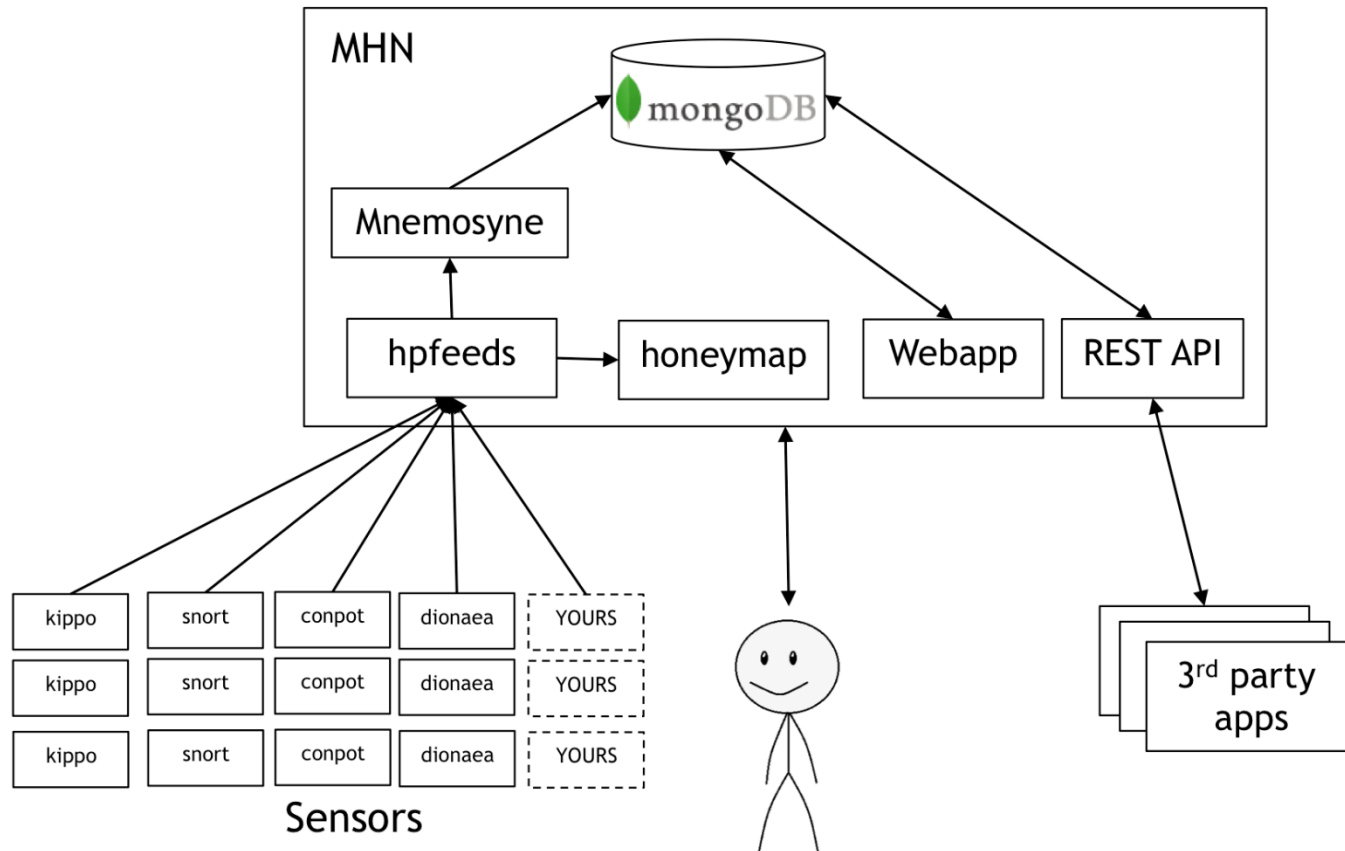 MHN
mongoDB
Mnemosyne
hpfeeds
honeymap
Webapp
REST API
kippo
snort
conpot
dionaea
YOURS
kippo
snort
conpot
dionaea
YOURS
kippo
snort
conpot
dionaea
YOURS
Sensors
3rd party
apps